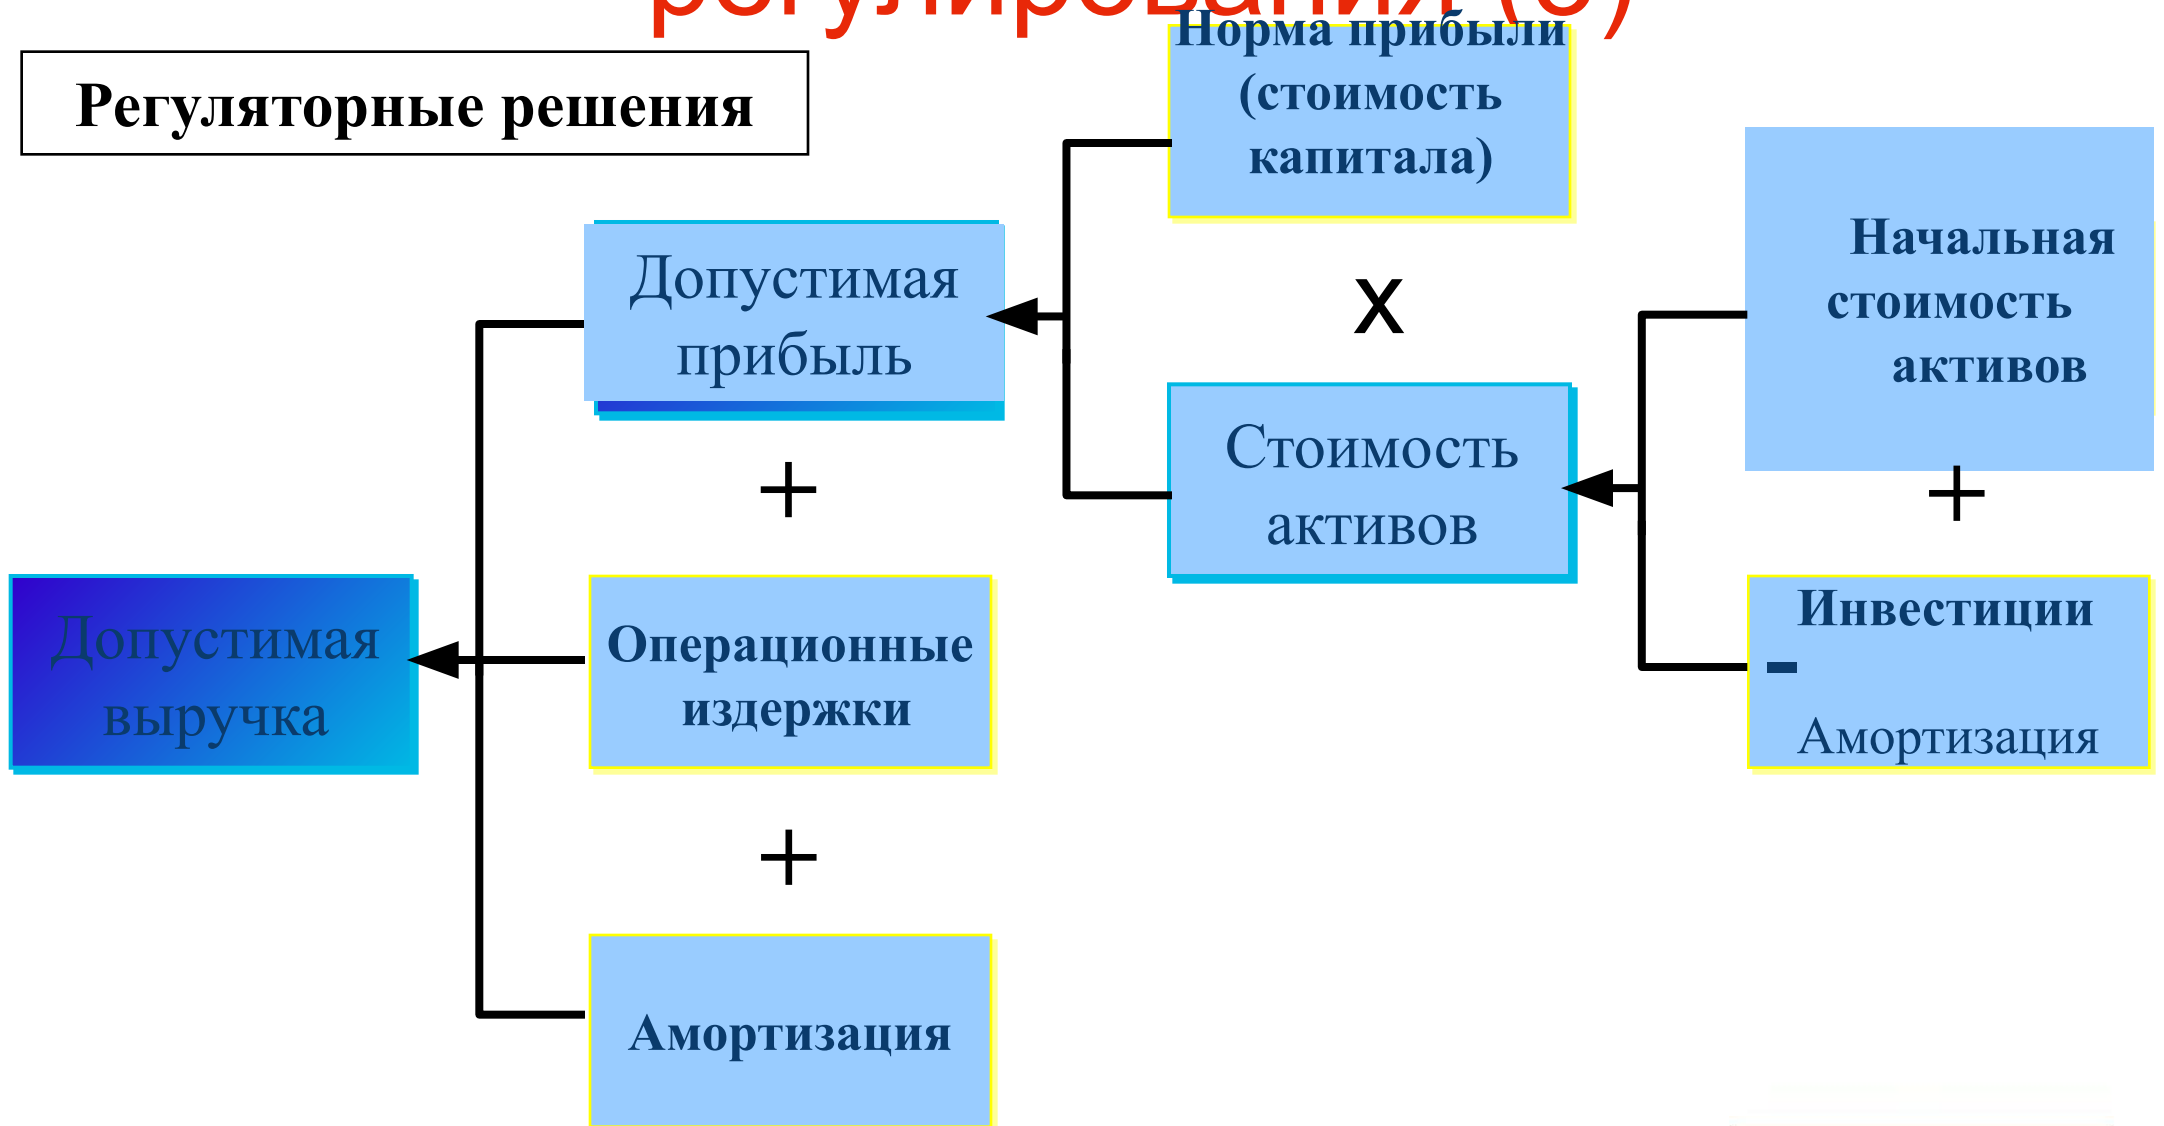 регулирования
Регуляторные решения
Норма прибыли
(стоимость
капитала)
Начальная
стоимость
активов
Допустимая
прибыль
x
Стоимость
активов
+
+
Допустимая
выручка
Операционные
издержки
Инвестиции
-
Амортизация
+
Амортизация